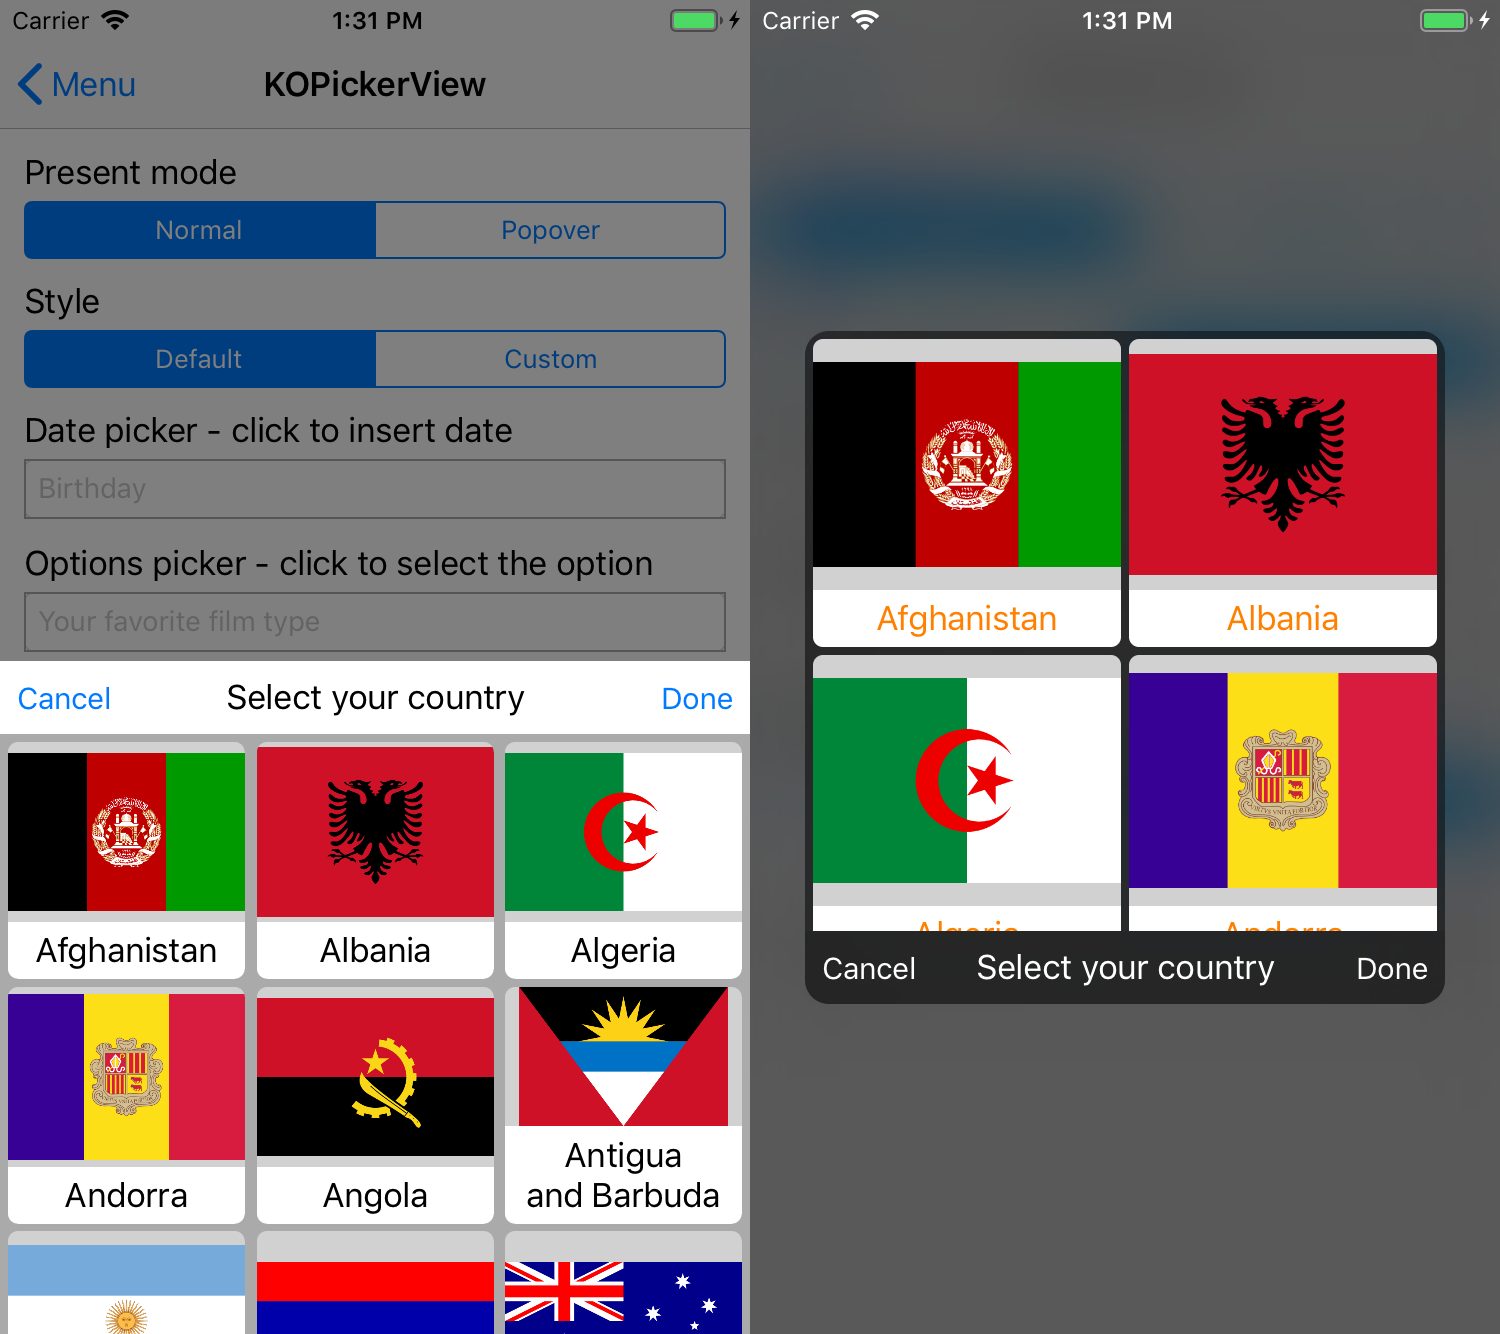 Carrier 1:31 PM
Menu KOPickerView
Present mode
Normal Popover
Style
Default Custom
Date picker - click to insert date
Birthday
Options picker - click to select the option
Your favorite film type
Cancel Select your country Done
Afghanistan Albania Algeria
Andorra Angola Antigua
and Barbuda
Carrier 1:31 PM
Afghanistan Albania
Algeria Andorra
Cancel Select your country Done